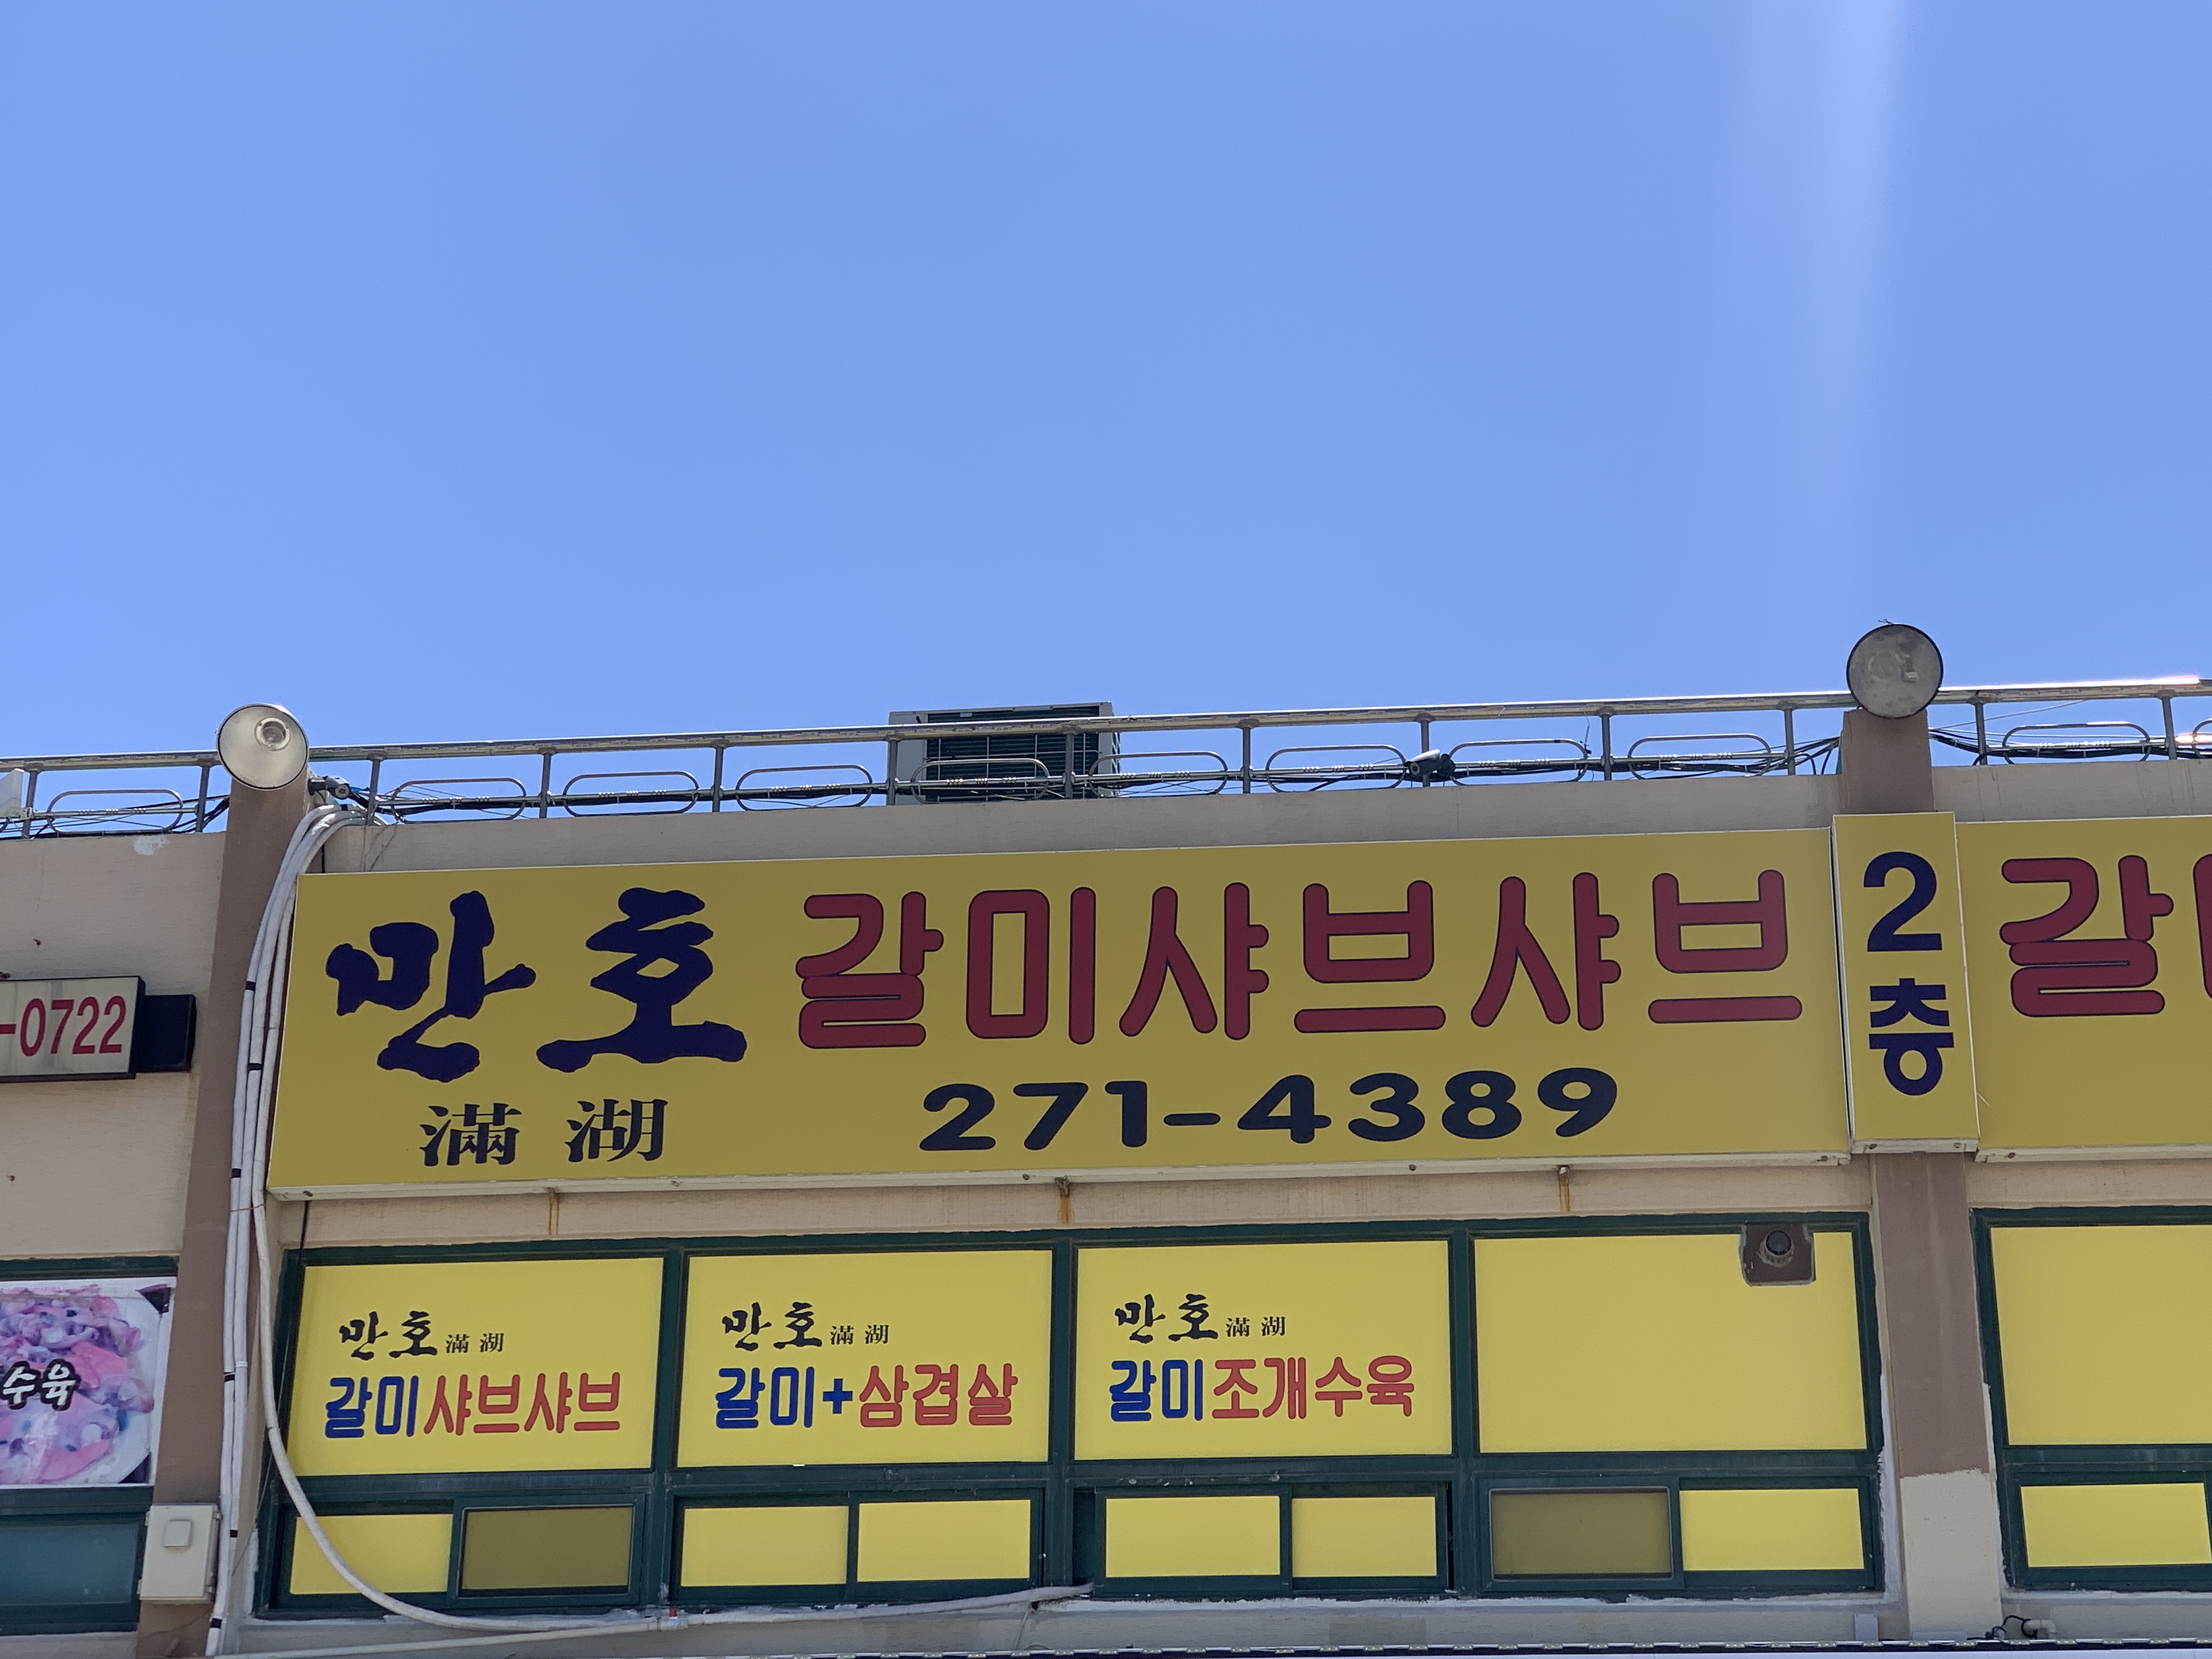 만호 갈미샤브샤브
滿湖 271-4389
2층
갈미
-0722
수육
만호 滿湖
갈미샤브샤브
만호 滿湖
갈미+삼겹살
만호 滿湖
갈미조개수육